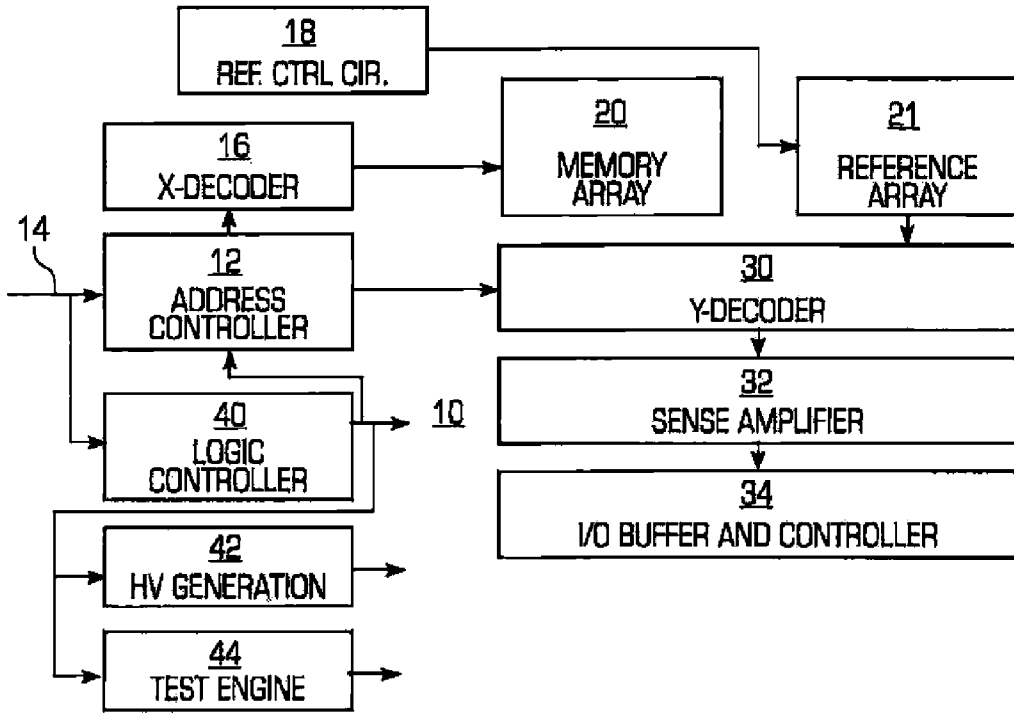 18
REF. CTRL CIR.
20
MEMORY
ARRAY
21
REFERENCE
ARRAY
16
X-DECODER
14
12
ADDRESS
CONTROLLER
30
Y-DECODER
40
LOGIC
CONTROLLER
10
32
SENSE AMPLIFIER
34
I/O BUFFER AND CONTROLLER
42
HV GENERATION
44
TEST ENGINE